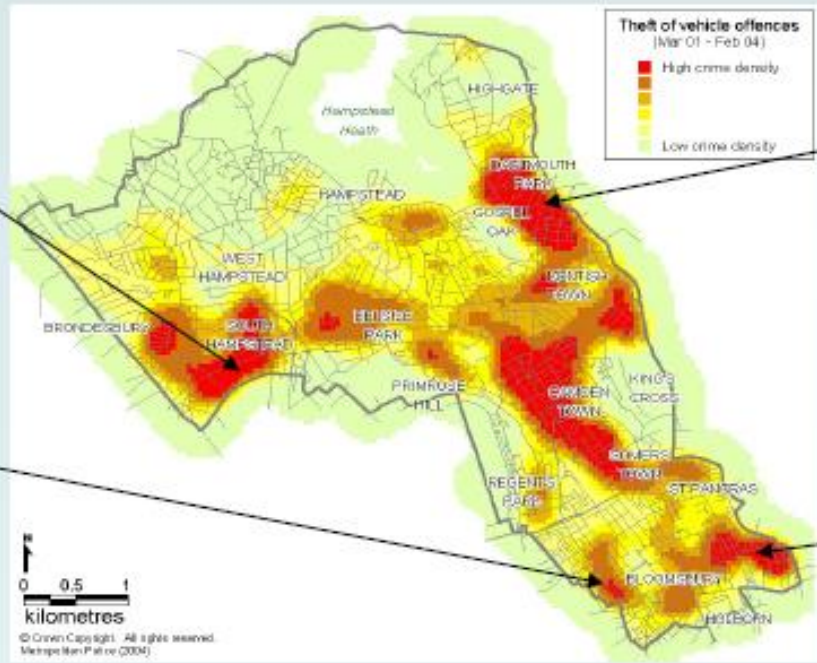 Theft of vehicle offences
(Mar 01 - Feb 04)
High crime density
Low crime density
HIGHGATE
Hampstead
Heath
DARTMOUTH
PARK
HAMPSTEAD
GOSPEL
OAK
WEST
HAMPSTEAD
KENTISH
TOWN
BRONDESBURY
SOUTH
HAMPSTEAD
BELSIZE
PARK
PRIMROSE
HILL
CAMDEN
TOWN
KINGS
CROSS
SOMERS
TOWN
ST PANCRAS
REGENTS
PARK
BLOOMSBURY
HOLBORN
N
0 0.5 1
kilometres
© Crown Copyright. All rights reserved.
Metropolitan Police (2004)